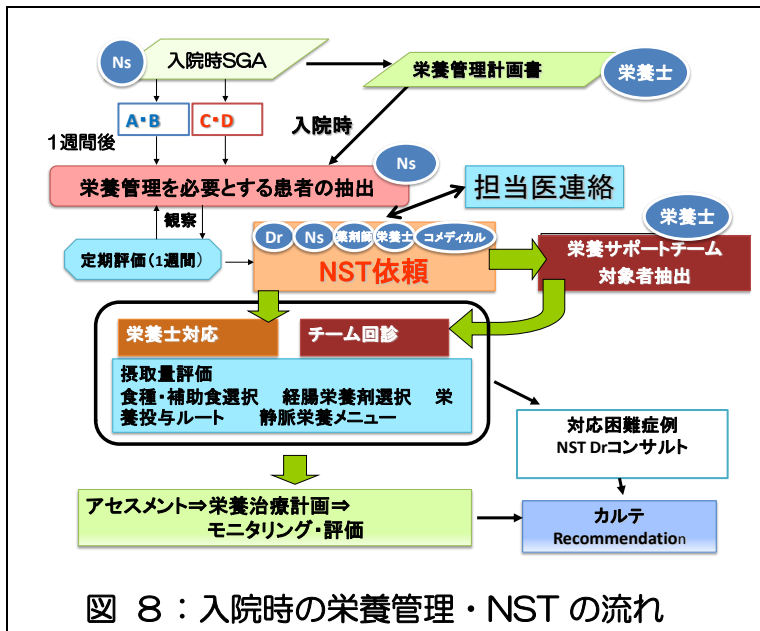 Ns
入院時SGA
栄養管理計画書
栄養士
A・B
C・D
入院時
1週間後
Ns
栄養管理を必要とする患者の抽出
担当医連絡
観察
栄養士
Dr
Ns
薬剤師
栄養士
コメディカル
定期評価(1週間)
NST依頼
栄養サポートチーム
対象者抽出
栄養士対応
チーム回診
摂取量評価
食種・補助食選択 経腸栄養剤選択 栄
養投与ルート 静脈栄養メニュー
対応困難症例
NST Drコンサルト
アセスメント⇒栄養治療計画⇒
モニタリング・評価
カルテ
Recommendation
図 8:入院時の栄養管理・NST の流れ